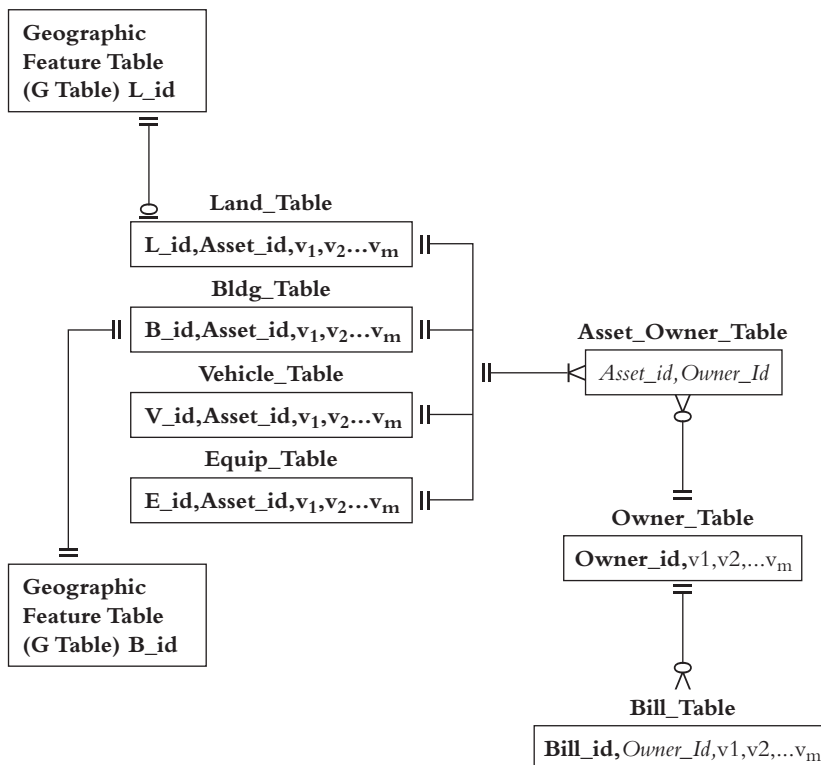 Geographic
Feature Table
(G Table) L_id
Land_Table
L_id,Asset_id,v₁,v₂...vₘ
Bldg_Table
B_id,Asset_id,v₁,v₂...vₘ
Vehicle_Table
V_id,Asset_id,v₁,v₂...vₘ
Equip_Table
E_id,Asset_id,v₁,v₂...vₘ
Geographic
Feature Table
(G Table) B_id
Asset_Owner_Table
Asset_id,Owner_Id
Owner_Table
Owner_id,v1,v2,...vₘ
Bill_Table
Bill_id,Owner_Id,v1,v2,...vₘ